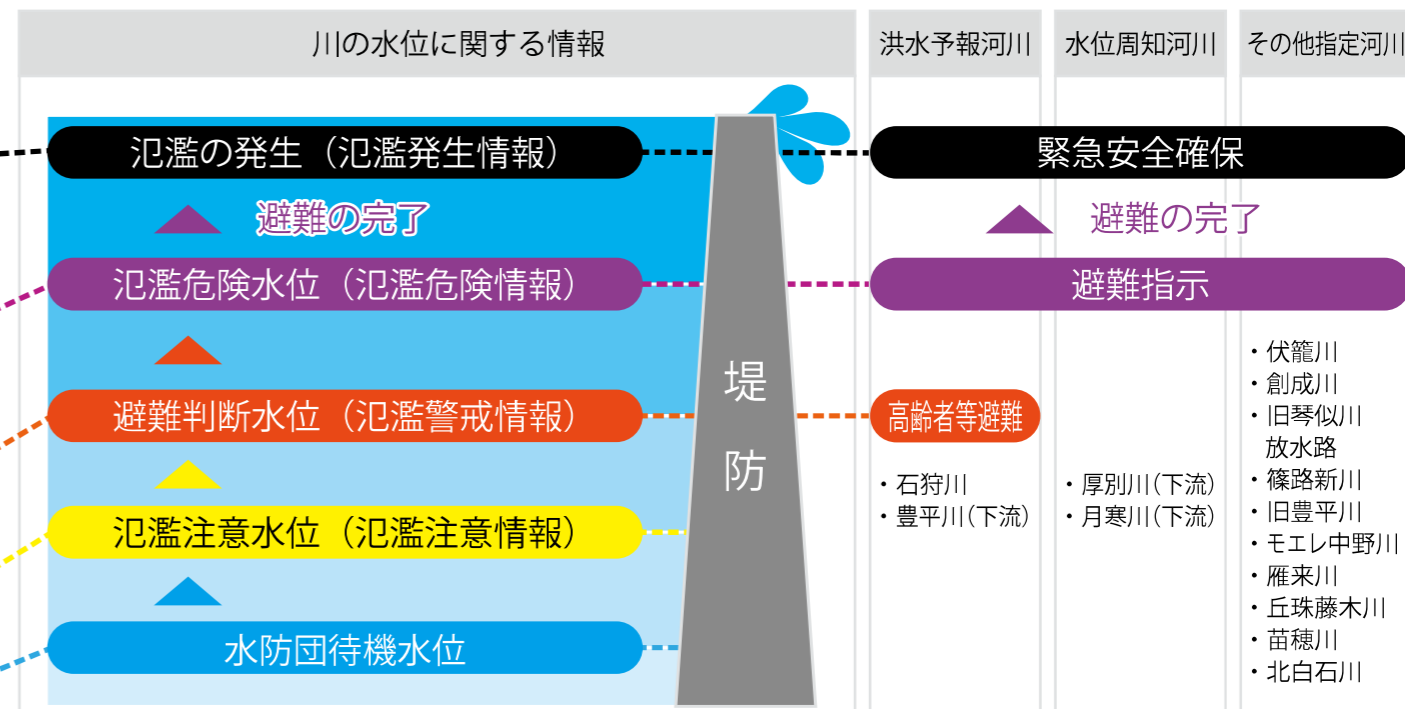 川の水位に関する情報
洪水予報河川
水位周知河川
その他指定河川
氾濫の発生（氾濫発生情報）
緊急安全確保
避難の完了
避難の完了
氾濫危険水位（氾濫危険情報）
避難指示
避難判断水位（氾濫警戒情報）
高齢者等避難
氾濫注意水位（氾濫注意情報）
水防団待機水位
堤防
・石狩川
・豊平川（下流）
・厚別川（下流）
・月寒川（下流）
・伏籠川
・創成川
・旧琴似川
放水路
・篠路新川
・旧豊平川
・モエレ中野川
・雁来川
・丘珠藤木川
・苗穂川
・北白石川